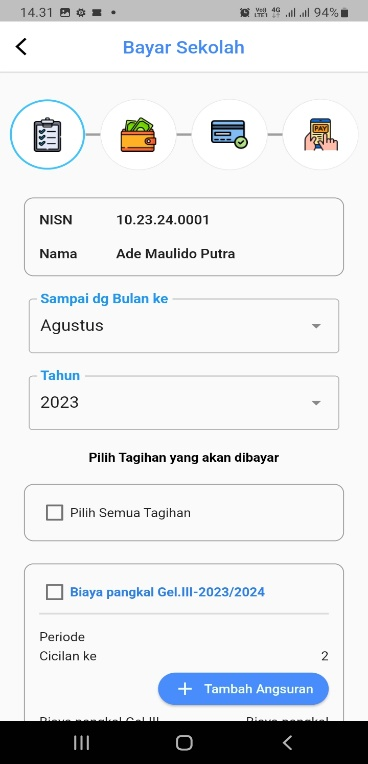 14.31 94%
Bayar Sekolah
PAY
NISN 10.23.24.0001
Nama Ade Maulido Putra
Sampai dg Bulan ke
Agustus
Tahun
2023
Pilih Tagihan yang akan dibayar
Pilih Semua Tagihan
Biaya pangkal Gel.III-2023/2024
Periode
Cicilan ke 2
+ Tambah Angsuran